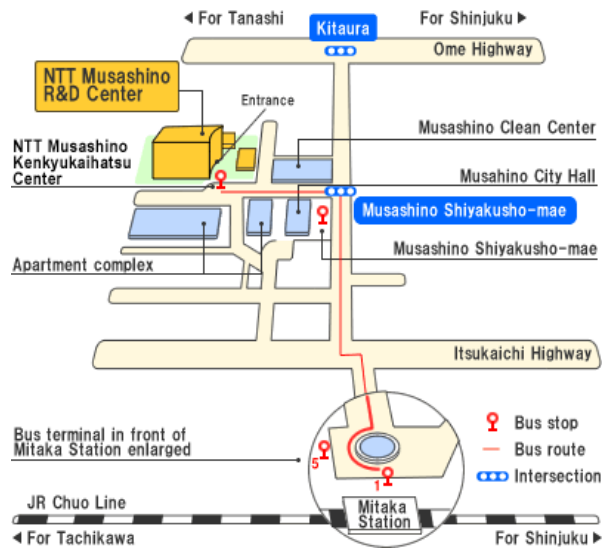 ◀ For Tanashi
For Shinjuku ▶
Kitaura
Ome Highway
NTT Musashino
R&D Center
Entrance
Musashino Clean Center
NTT Musashino
Kenkyukaihatsu
Center
Musahino City Hall
Musashino Shiyakusho-mae
Musashino Shiyakusho-mae
Apartment complex
Itsukaichi Highway
Bus stop
Bus route
Intersection
Bus terminal in front of
Mitaka Station enlarged
5
1
JR Chuo Line
Mitaka
Station
◀ For Tachikawa
For Shinjuku ▶